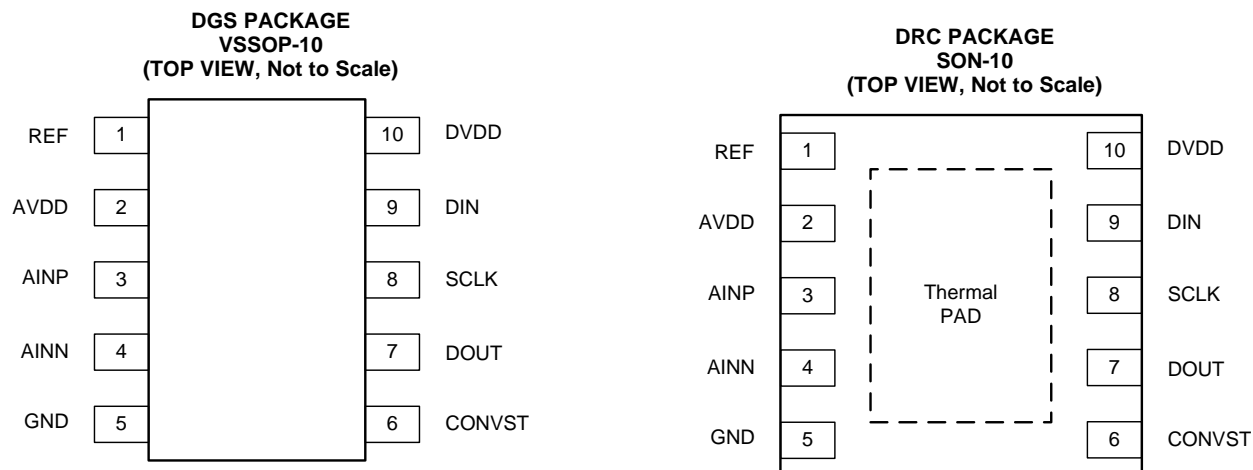 DGS PACKAGE
VSSOP-10
(TOP VIEW, Not to Scale)
REF 1 10 DVDD
AVDD 2 9 DIN
AINP 3 8 SCLK
AINN 4 7 DOUT
GND 5 6 CONVST
DRC PACKAGE
SON-10
(TOP VIEW, Not to Scale)
REF 1 10 DVDD
AVDD 2 9 DIN
AINP 3 Thermal 8 SCLK
PAD
AINN 4 7 DOUT
GND 5 6 CONVST